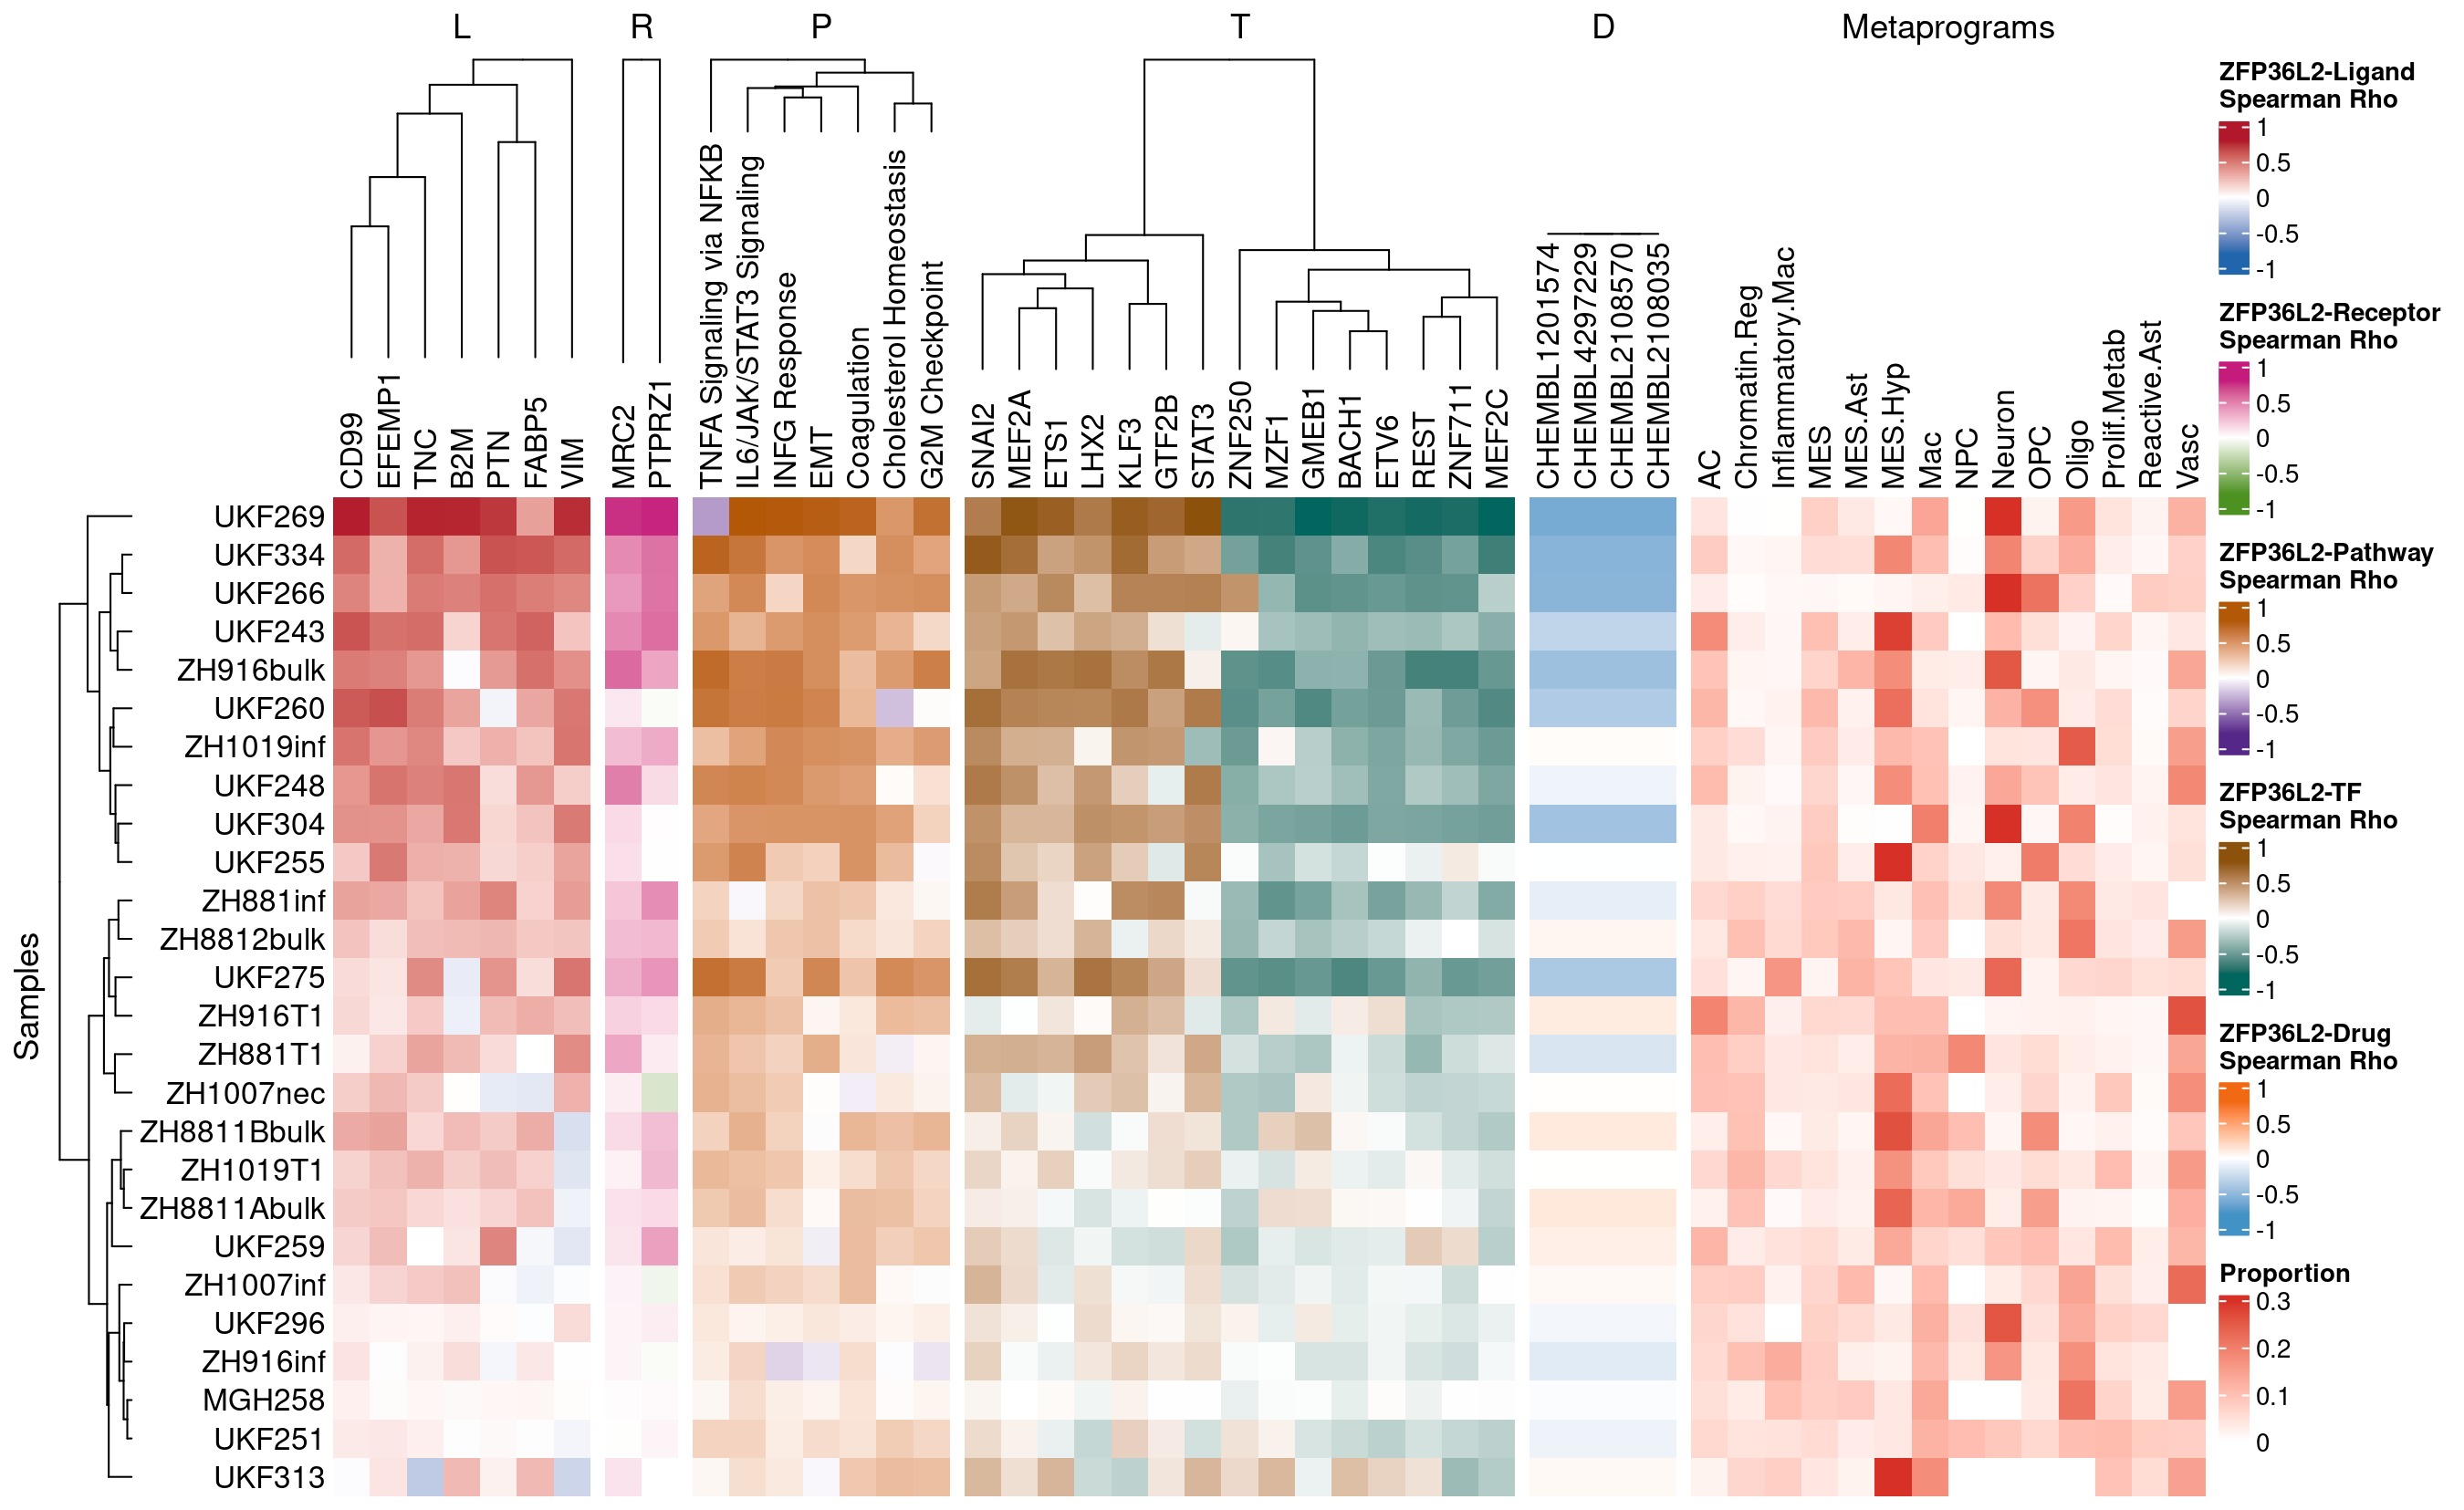 L
R
P
T
D
Metaprograms
CD99
EFEMP1
TNC
B2M
PTN
FABP5
VIM
MRC2
PTPRZ1
TNFA Signaling via NFKB
IL6/JAK/STAT3 Signaling
INFG Response
EMT
Coagulation
Cholesterol Homeostasis
G2M Checkpoint
SNAI2
MEF2A
ETS1
LHX2
KLF3
GTF2B
STAT3
ZNF250
MZF1
GMEB1
BACH1
ETV6
REST
ZNF711
MEF2C
CHEMBL1201574
CHEMBL4297229
CHEMBL2108570
CHEMBL2108035
AC
Chromatin.Reg
Inflammatory.Mac
MES
MES.Ast
MES.Hyp
Mac
NPC
Neuron
OPC
Oligo
Prolif.Metab
Reactive.Ast
Vasc
Samples
UKF269
UKF334
UKF266
UKF243
ZH916bulk
UKF260
ZH1019inf
UKF248
UKF304
UKF255
ZH881inf
ZH8812bulk
UKF275
ZH916T1
ZH881T1
ZH1007nec
ZH8811Bbulk
ZH1019T1
ZH8811Abulk
UKF259
ZH1007inf
UKF296
ZH916inf
MGH258
UKF251
UKF313
ZFP36L2-Ligand
Spearman Rho
1
0.5
0
-0.5
-1
ZFP36L2-Receptor
Spearman Rho
1
0.5
0
-0.5
-1
ZFP36L2-Pathway
Spearman Rho
1
0.5
0
-0.5
-1
ZFP36L2-TF
Spearman Rho
1
0.5
0
-0.5
-1
ZFP36L2-Drug
Spearman Rho
1
0.5
0
-0.5
-1
Proportion
0.3
0.2
0.1
0